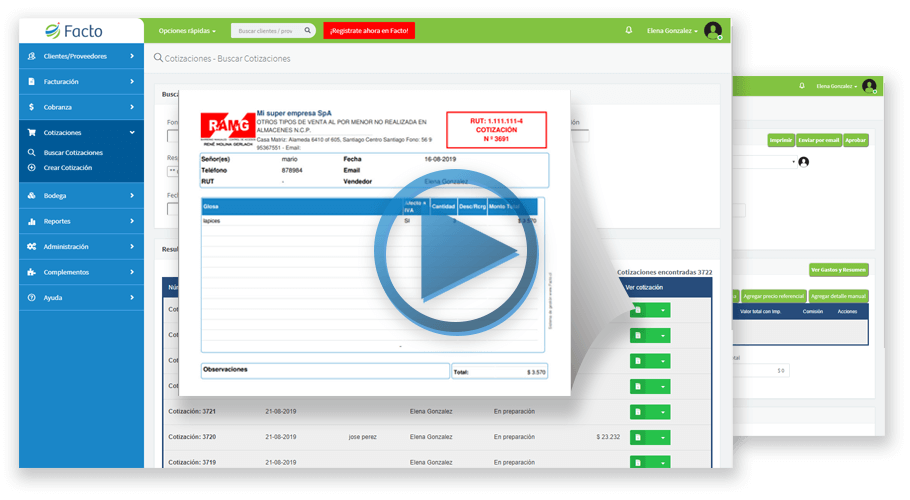 Facto
Opciones rápidas
Buscar clientes / prov
¡Regístrate ahora en Facto!
Elena Gonzalez
Clientes/Proveedores
Facturación
Cobranza
Cotizaciones
Buscar Cotizaciones
Crear Cotización
Bodega
Reportes
Administración
Complementos
Ayuda
Cotizaciones - Buscar Cotizaciones
RAMG
RENÉ MOLINA GERLACH
Mi super empresa SpA
OTROS TIPOS DE VENTA AL POR MENOR NO REALIZADA EN
ALMACENES N.C.P.
Casa Matriz: Alameda 6410 of 605, Santiago Centro Santiago Fono: 56 9
95367551 - Email:
RUT: 1.111.111-4
COTIZACIÓN
N º 3691
Señor(es) mario Fecha 16-08-2019
Teléfono 878984 Email
RUT - Vendedor Elena Gonzalez
Glosa Afecto a IVA Cantidad Desc/Rcrg Monto
lapices SI $ 3.570
Observaciones
Total: $ 3.570
Cotizaciones encontradas 3722
Ver cotización
Cotización: 3721 21-08-2019 Elena Gonzalez En preparación
Cotización: 3720 21-08-2019 jose perez Elena Gonzalez En preparación $ 23.232
Cotización: 3719 21-08-2019 Elena Gonzalez En preparación
Elena Gonzalez
Imprimir Enviar por email Aprobar
Ver Gastos y Resumen
Agregar precio referencial Agregar detalle manual
Valor total con Imp. Comisión Acciones
$ 0